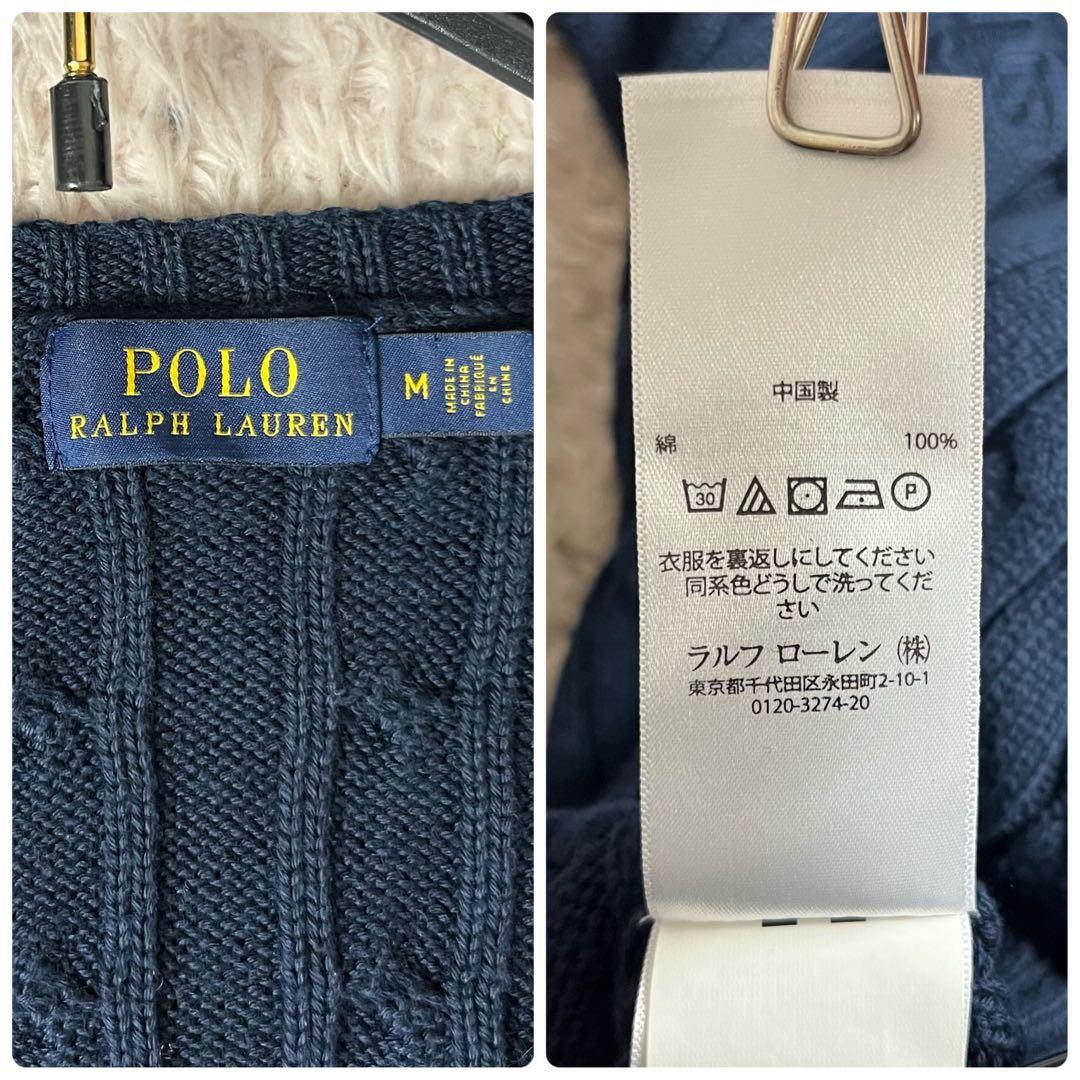 POLO
RALPH LAUREN
M
MADE IN
CHINA
FABRIQUÉ
EN
CHINE
中国製
綿 100%
30 P
衣服を裏返しにしてください
同系色どうしで洗ってくだ
さい
ラルフ ローレン (株)
東京都千代田区永田町2-10-1
0120-3274-20